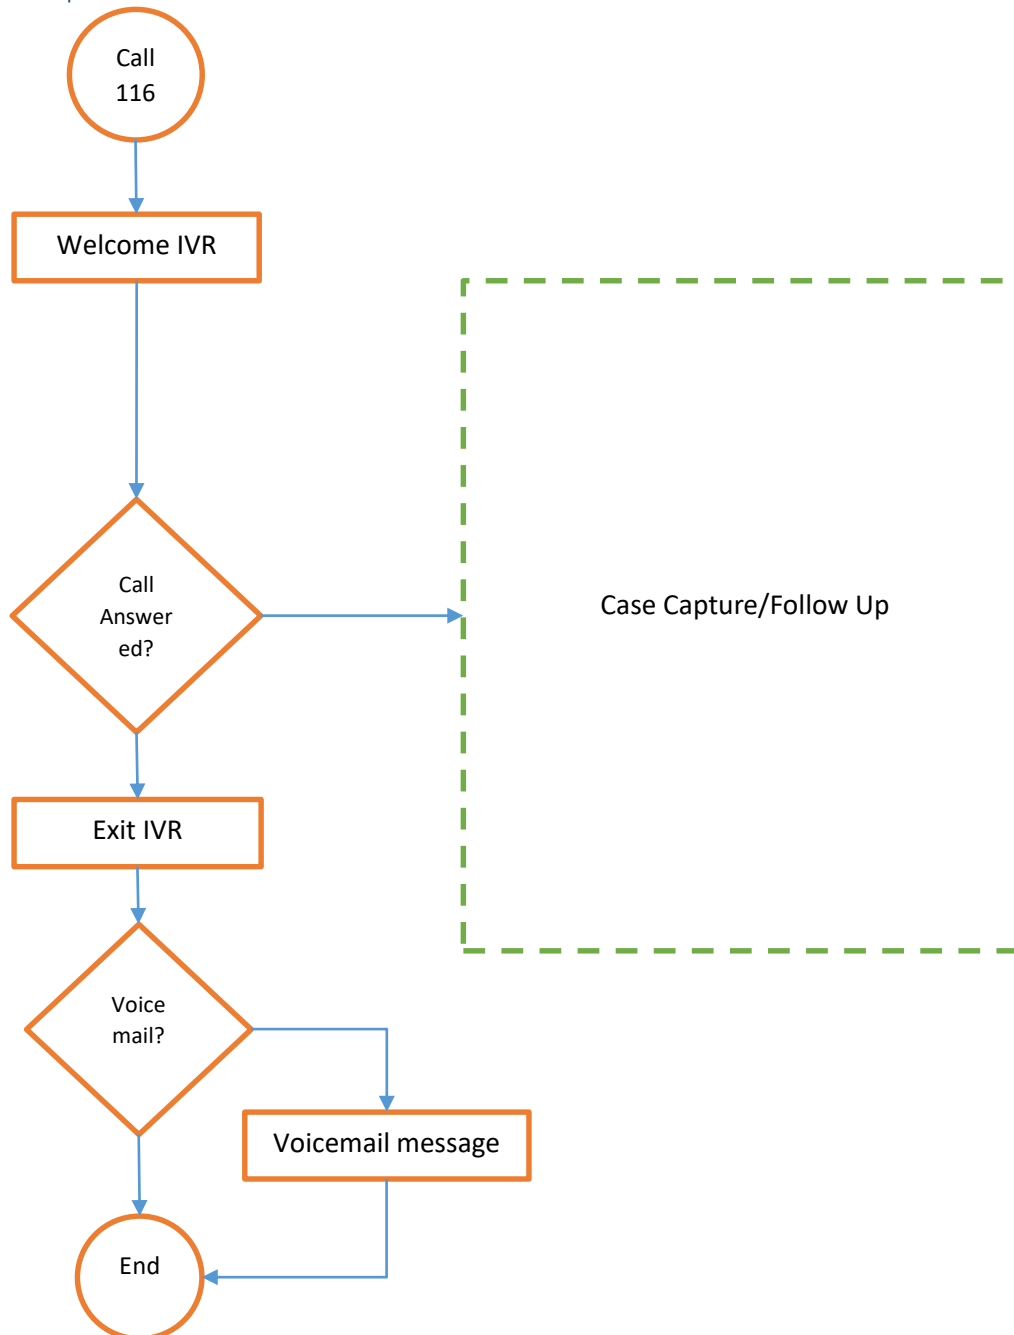 Call
116
Welcome IVR
Call
Answer
ed?
Case Capture/Follow Up
Exit IVR
Voice
mail?
Voicemail message
End